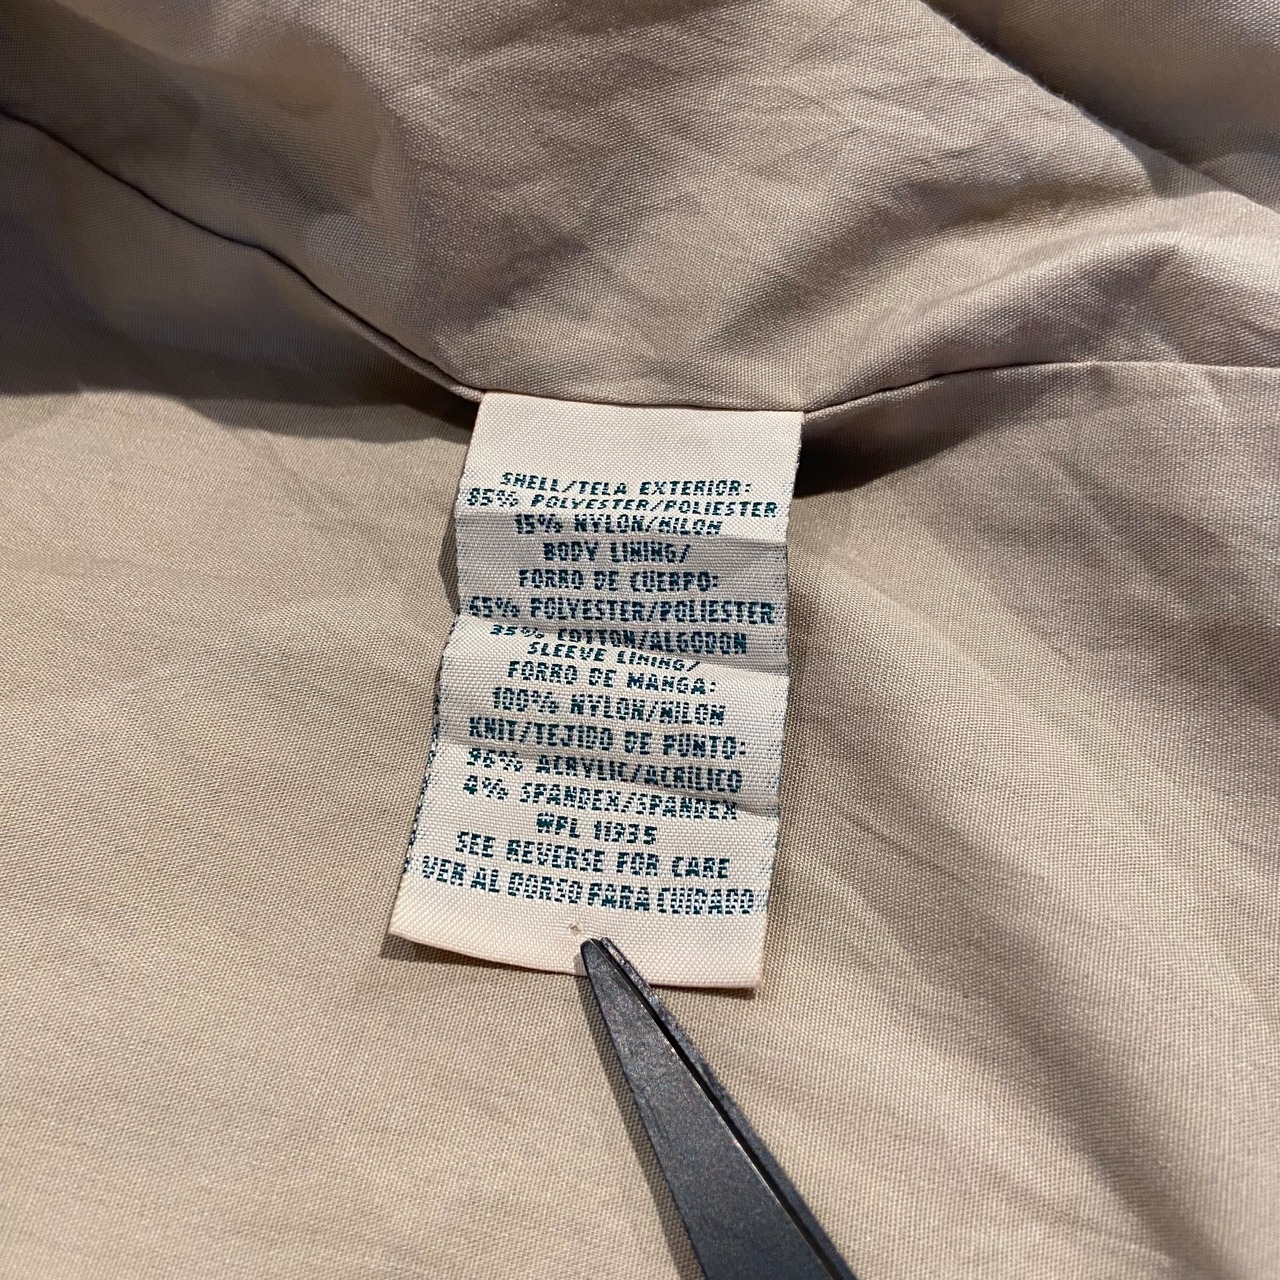 SHELL/TELA EXTERIOR:
85% POLYESTER/POLIESTER
15% NYLON/NILON
BODY LINING/
FORRO DE CUERPO:
65% POLYESTER/POLIESTER
35% COTTON/ALGODON
SLEEVE LINING/
FORRO DE MANGA:
100% NYLON/NILON
KNIT/TEJIDO DE PUNTO:
96% ACRYLIC/ACRILICO
4% SPANDEX/SPANDEX
WPL 11935
SEE REVERSE FOR CARE
VER AL DORSO PARA CUIDADO